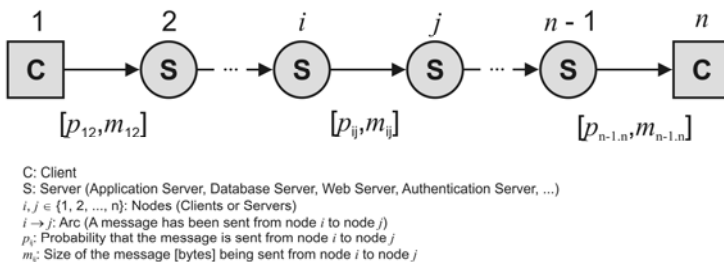 1 2 i j n - 1 n
C S ... S S ... S C
[p₁₂,m₁₂] [pᵢⱼ,mᵢⱼ] [pₙ₋₁.ₙ,mₙ₋₁.ₙ]
C: Client
S: Server (Application Server, Database Server, Web Server, Authentication Server, ...)
i, j ∈ {1, 2, ..., n}: Nodes (Clients or Servers)
i → j: Arc (A message has been sent from node i to node j)
pᵢⱼ: Probability that the message is sent from node i to node j
mᵢⱼ: Size of the message [bytes] being sent from node i to node j